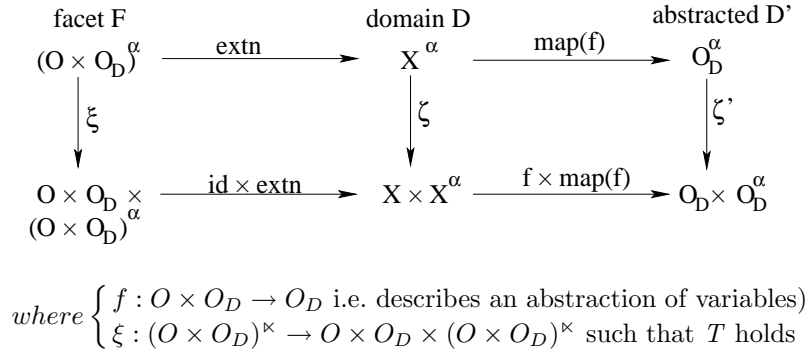 facet F domain D abstracted D'
(O × O_D)^α extn X^α map(f) O_D^α
ξ ζ ζ'
O × O_D × id × extn X × X^α f × map(f) O_D × O_D^α
(O × O_D)^α
where { f : O × O_D → O_D i.e. describes an abstraction of variables)
ξ : (O × O_D)^⋉ → O × O_D × (O × O_D)^⋉ such that T holds